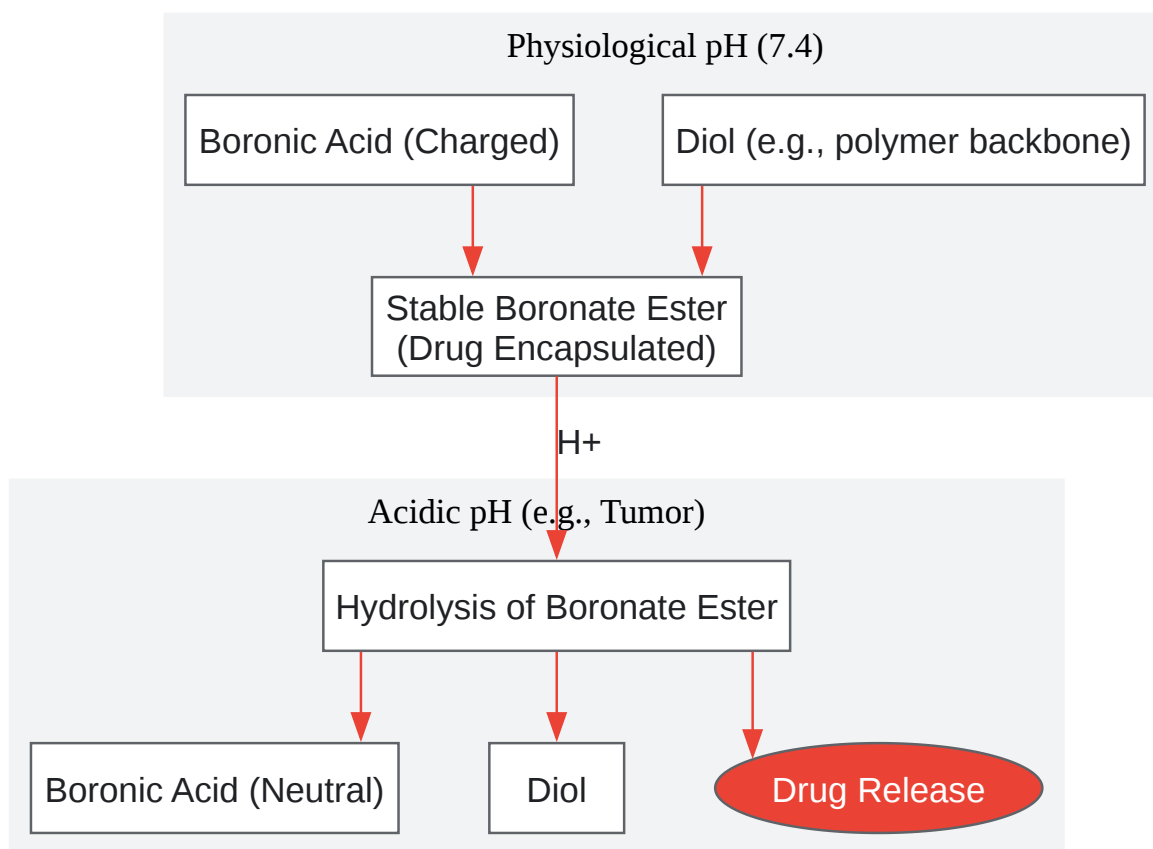 Physiological pH (7.4)
Boronic Acid (Charged)
Diol (e.g., polymer backbone)
Stable Boronate Ester
(Drug Encapsulated)
H+
Acidic pH (e.g., Tumor)
Hydrolysis of Boronate Ester
Boronic Acid (Neutral)
Diol
Drug Release